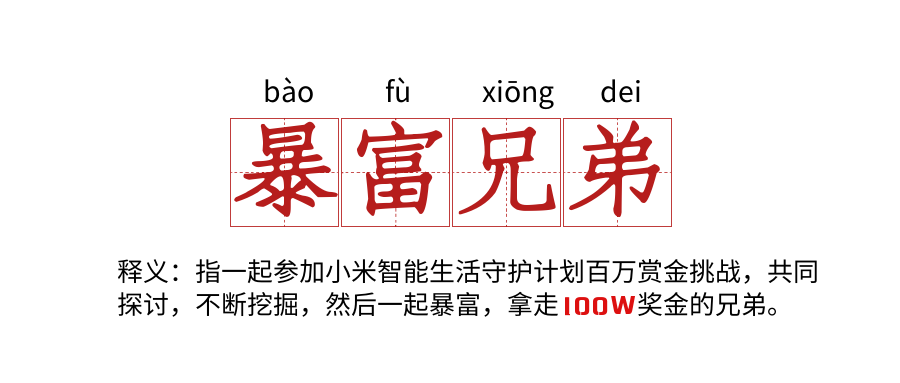 bào fù xiōng dei
暴富兄弟
释义：指一起参加小米智能生活守护计划百万赏金挑战，共同
探讨，不断挖掘，然后一起暴富，拿走100W奖金的兄弟。